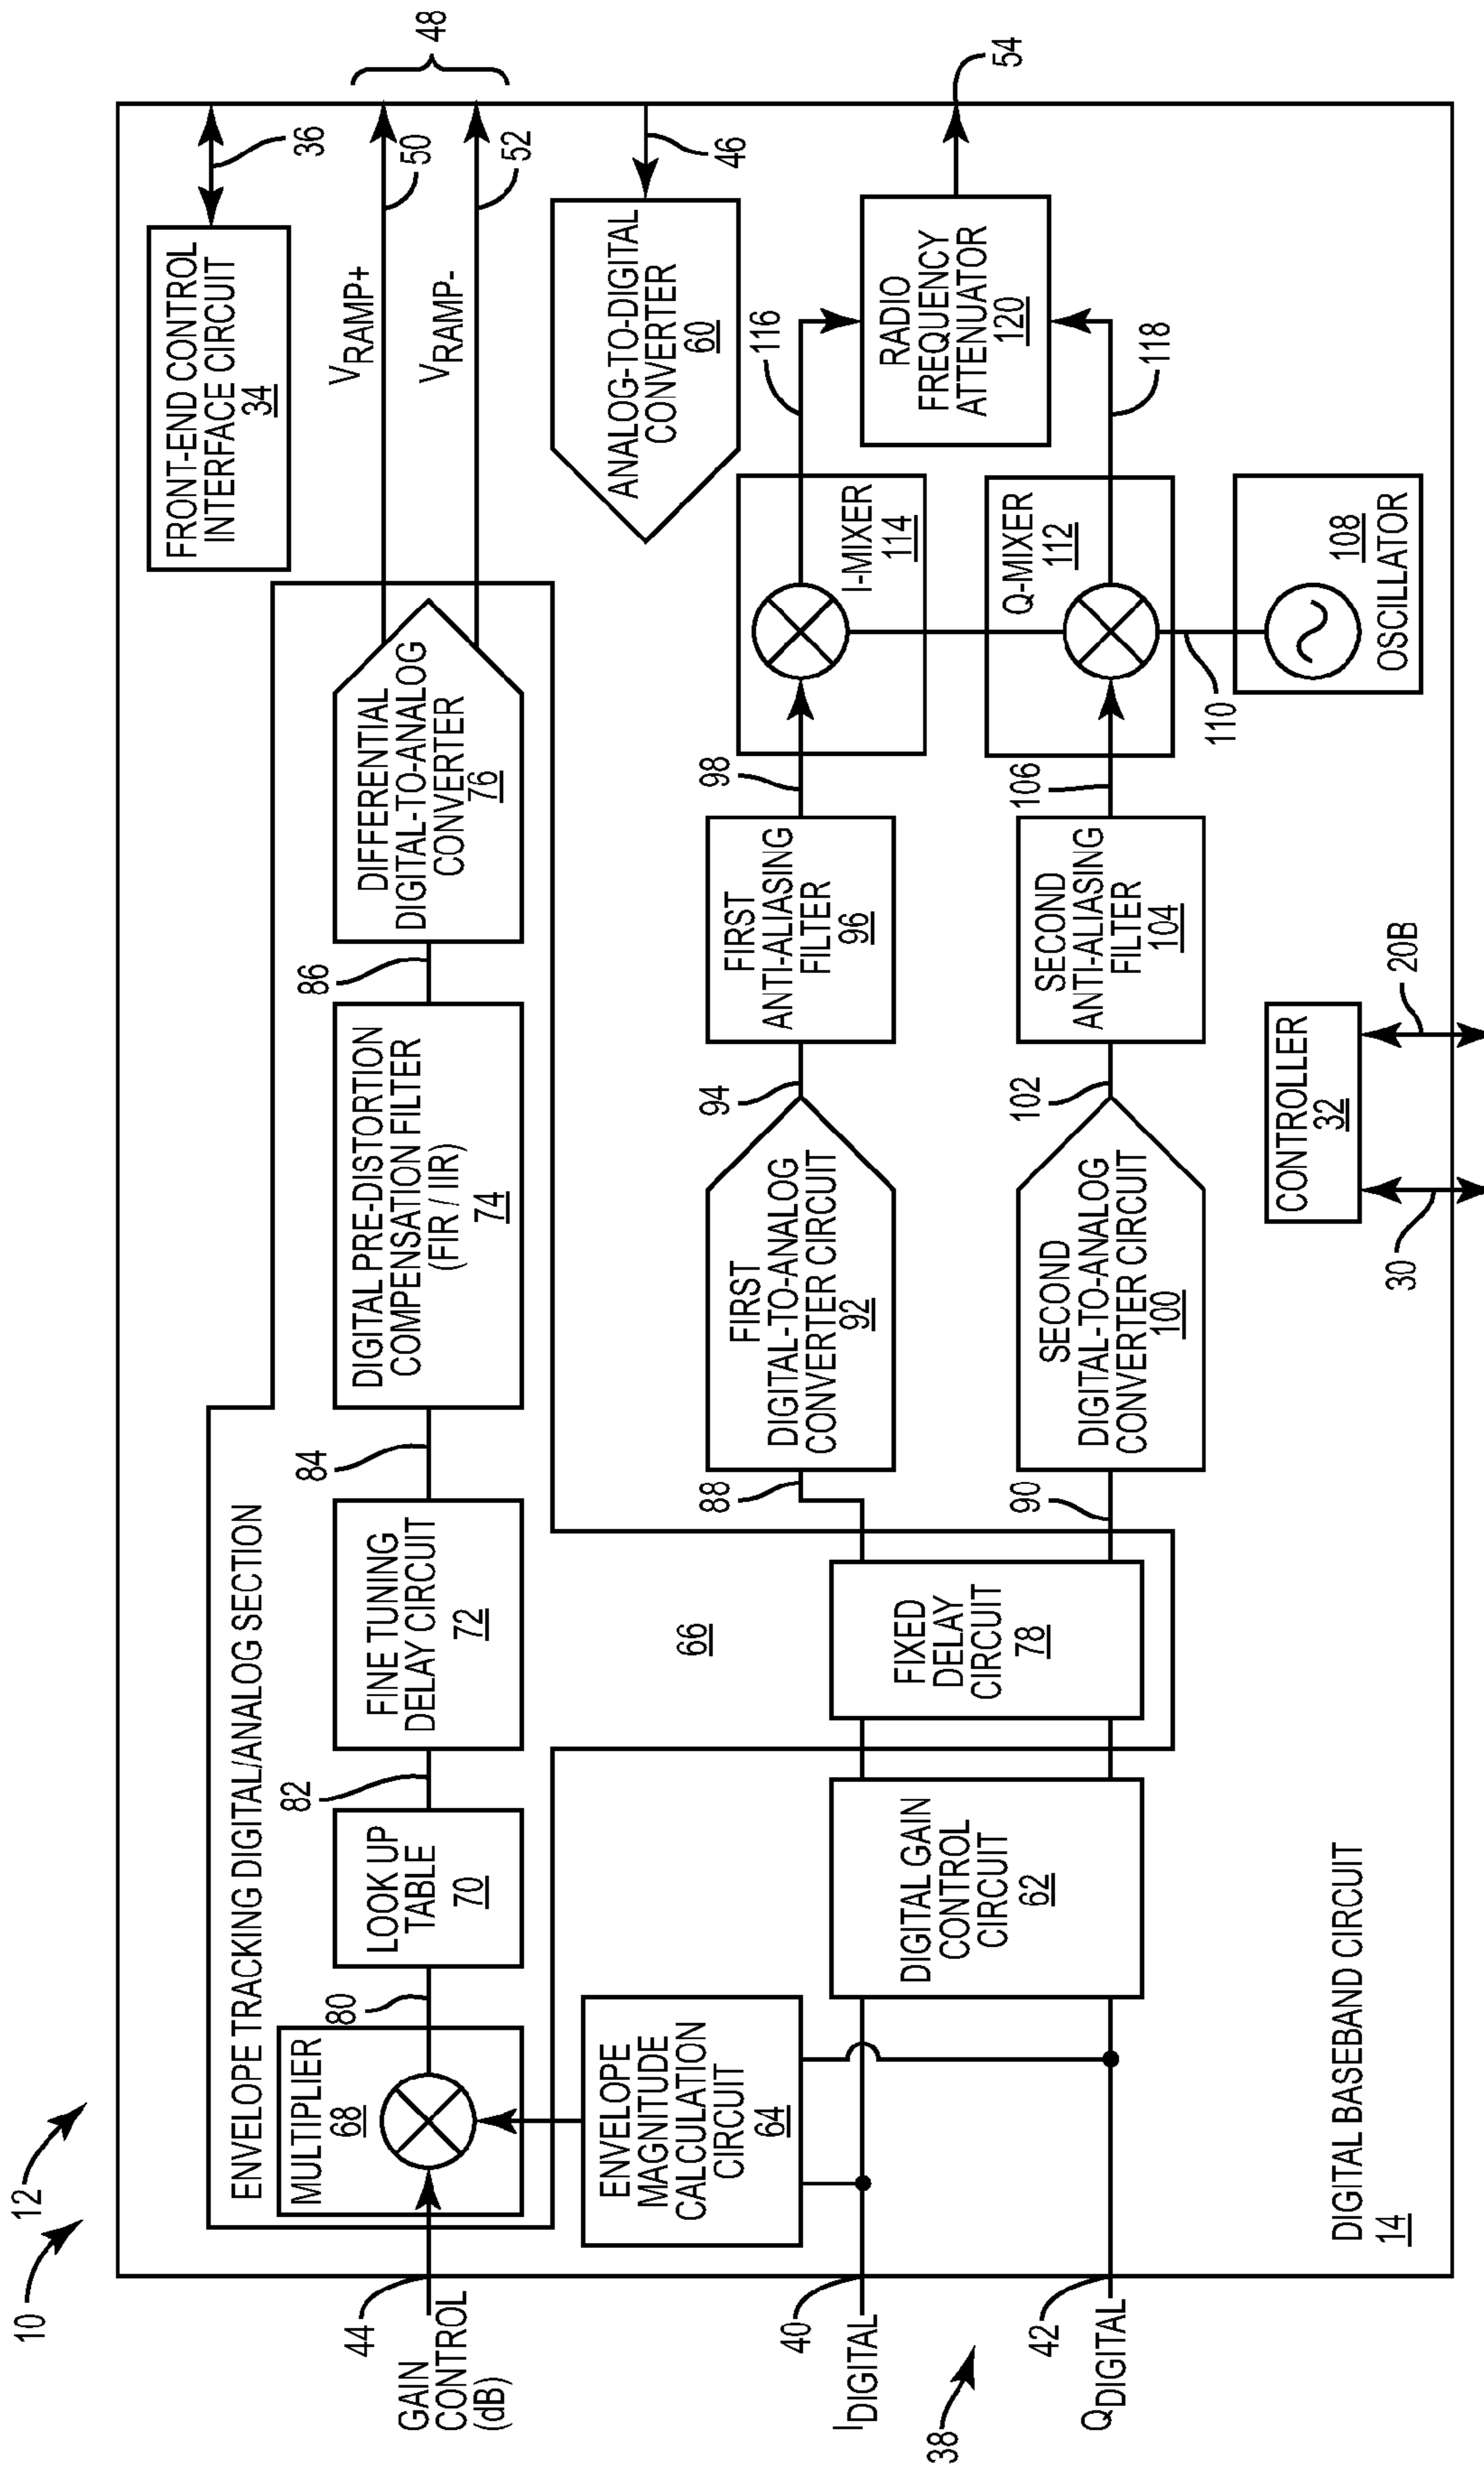 10
12
ENVELOPE TRACKING DIGITAL/ANALOG SECTION
FRONT-END CONTROL
INTERFACE CIRCUIT
34
36
44
GAIN
CONTROL
(dB)
MULTIPLIER
68
80
LOOK UP
TABLE
70
82
FINE TUNING
DELAY CIRCUIT
72
84
DIGITAL PRE-DISTORTION
COMPENSATION FILTER
(FIR / IIR)
74
86
DIFFERENTIAL
DIGITAL-TO-ANALOG
CONVERTER
76
VRAMP+
50
VRAMP-
52
48
ENVELOPE
MAGNITUDE
CALCULATION
CIRCUIT
64
66
ANALOG-TO-DIGITAL
CONVERTER
60
46
40
IDIGITAL
38
42
QDIGITAL
DIGITAL GAIN
CONTROL
CIRCUIT
62
FIXED
DELAY
CIRCUIT
78
88
FIRST
DIGITAL-TO-ANALOG
CONVERTER CIRCUIT
92
94
FIRST
ANTI-ALIASING
FILTER
96
98
I-MIXER
114
116
RADIO
FREQUENCY
ATTENUATOR
120
54
90
SECOND
DIGITAL-TO-ANALOG
CONVERTER CIRCUIT
100
102
SECOND
ANTI-ALIASING
FILTER
104
106
Q-MIXER
112
118
110
108
OSCILLATOR
CONTROLLER
32
30
20B
DIGITAL BASEBAND CIRCUIT
14